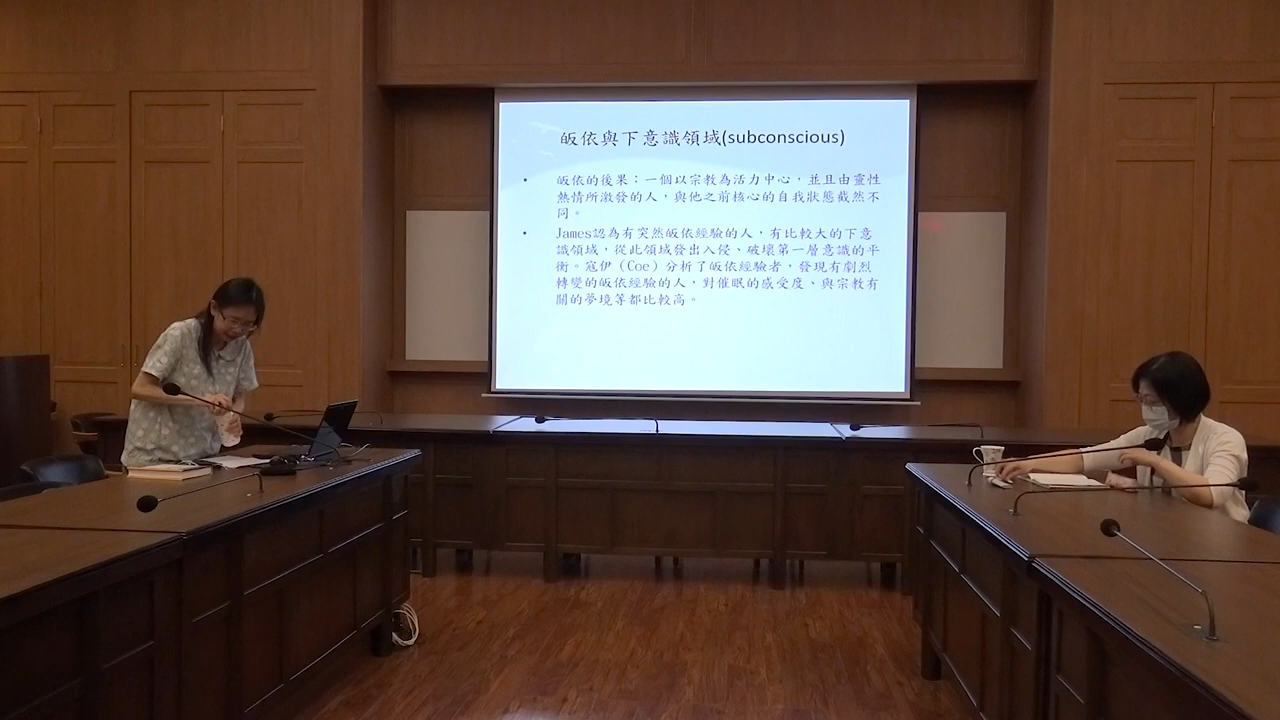 皈依與下意識領域(subconscious)
• 皈依的後果：一個以宗教為活力中心，並且由靈性
熱情所激發的人，與他之前核心的自我狀態截然不
同。
• James認為有突然皈依經驗的人，有比較大的下意
識領域，從此領域發出入侵、破壞第一層意識的平
衡。寇伊（Coe）分析了皈依經驗者，發現有劇烈
轉變的皈依經驗的人，對催眠的感受度、與宗教有
關的夢境等都比較高。